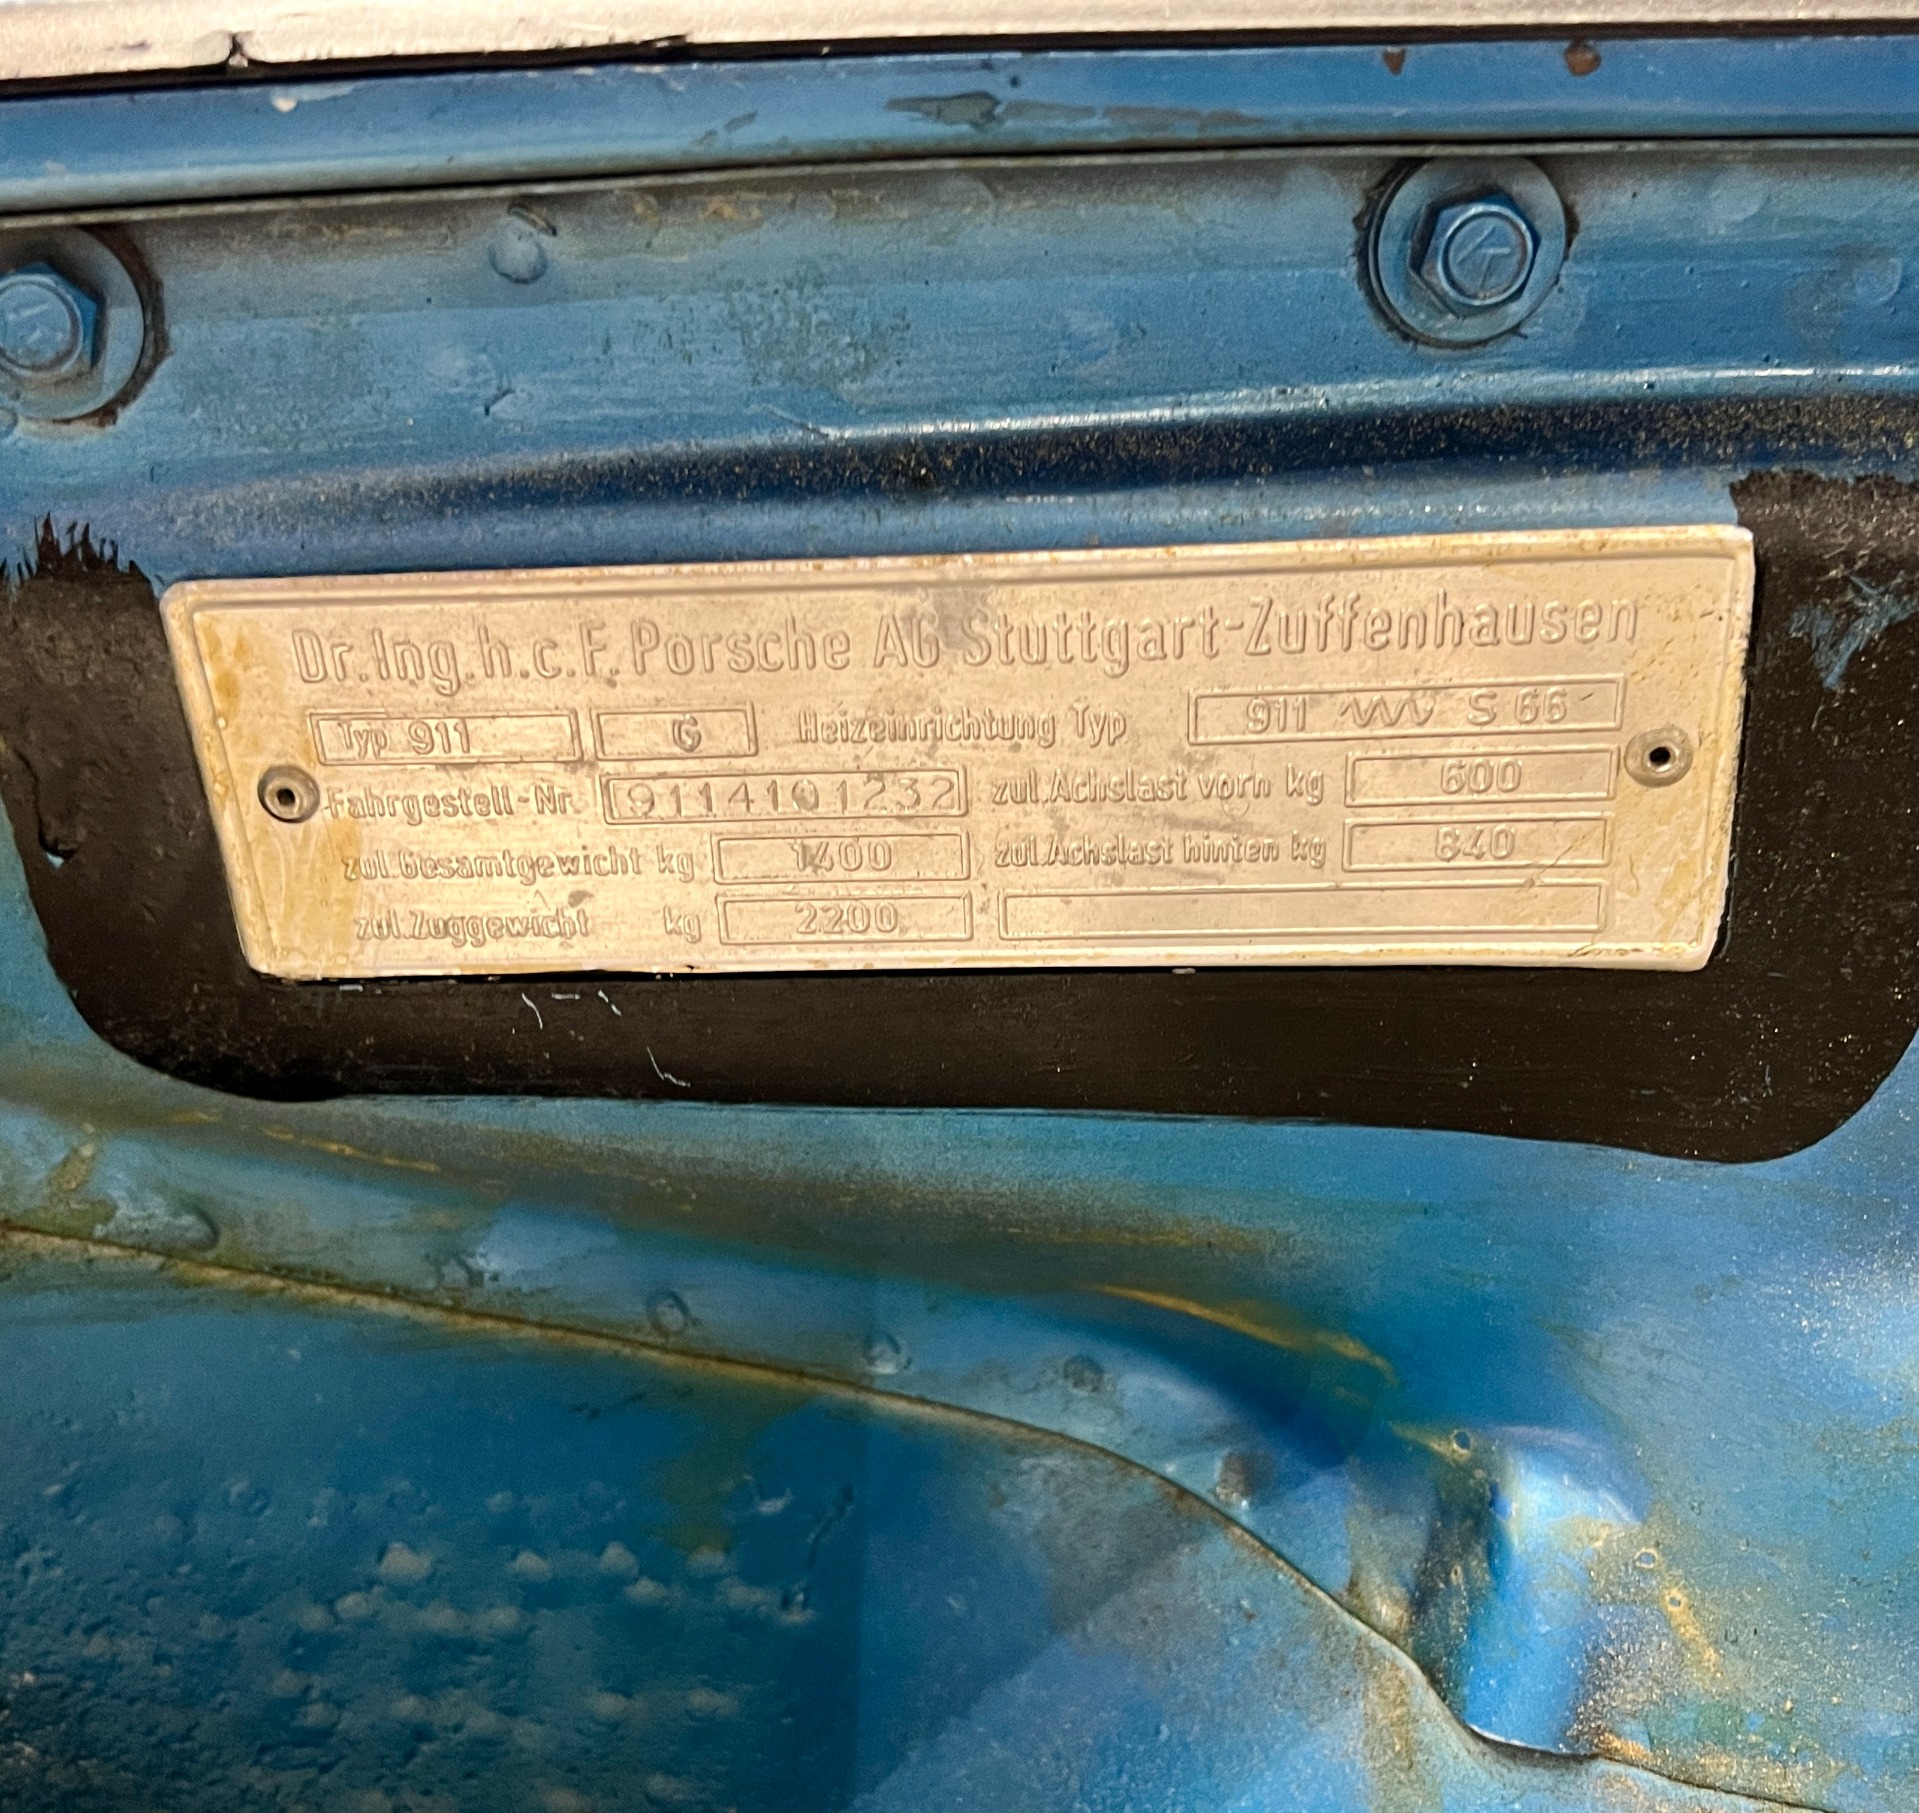 Dr. Ing. h. c. F. Porsche AG Stuttgart-Zuffenhausen
Typ 911 G Heizeinrichtung Typ 911 S 66
Fahrgestell-Nr. 9114101232 zul. Achslast vorn kg 600
zul. Gesamtgewicht kg 1400 zul. Achslast hinten kg 840
zul. Zuggewicht kg 2200